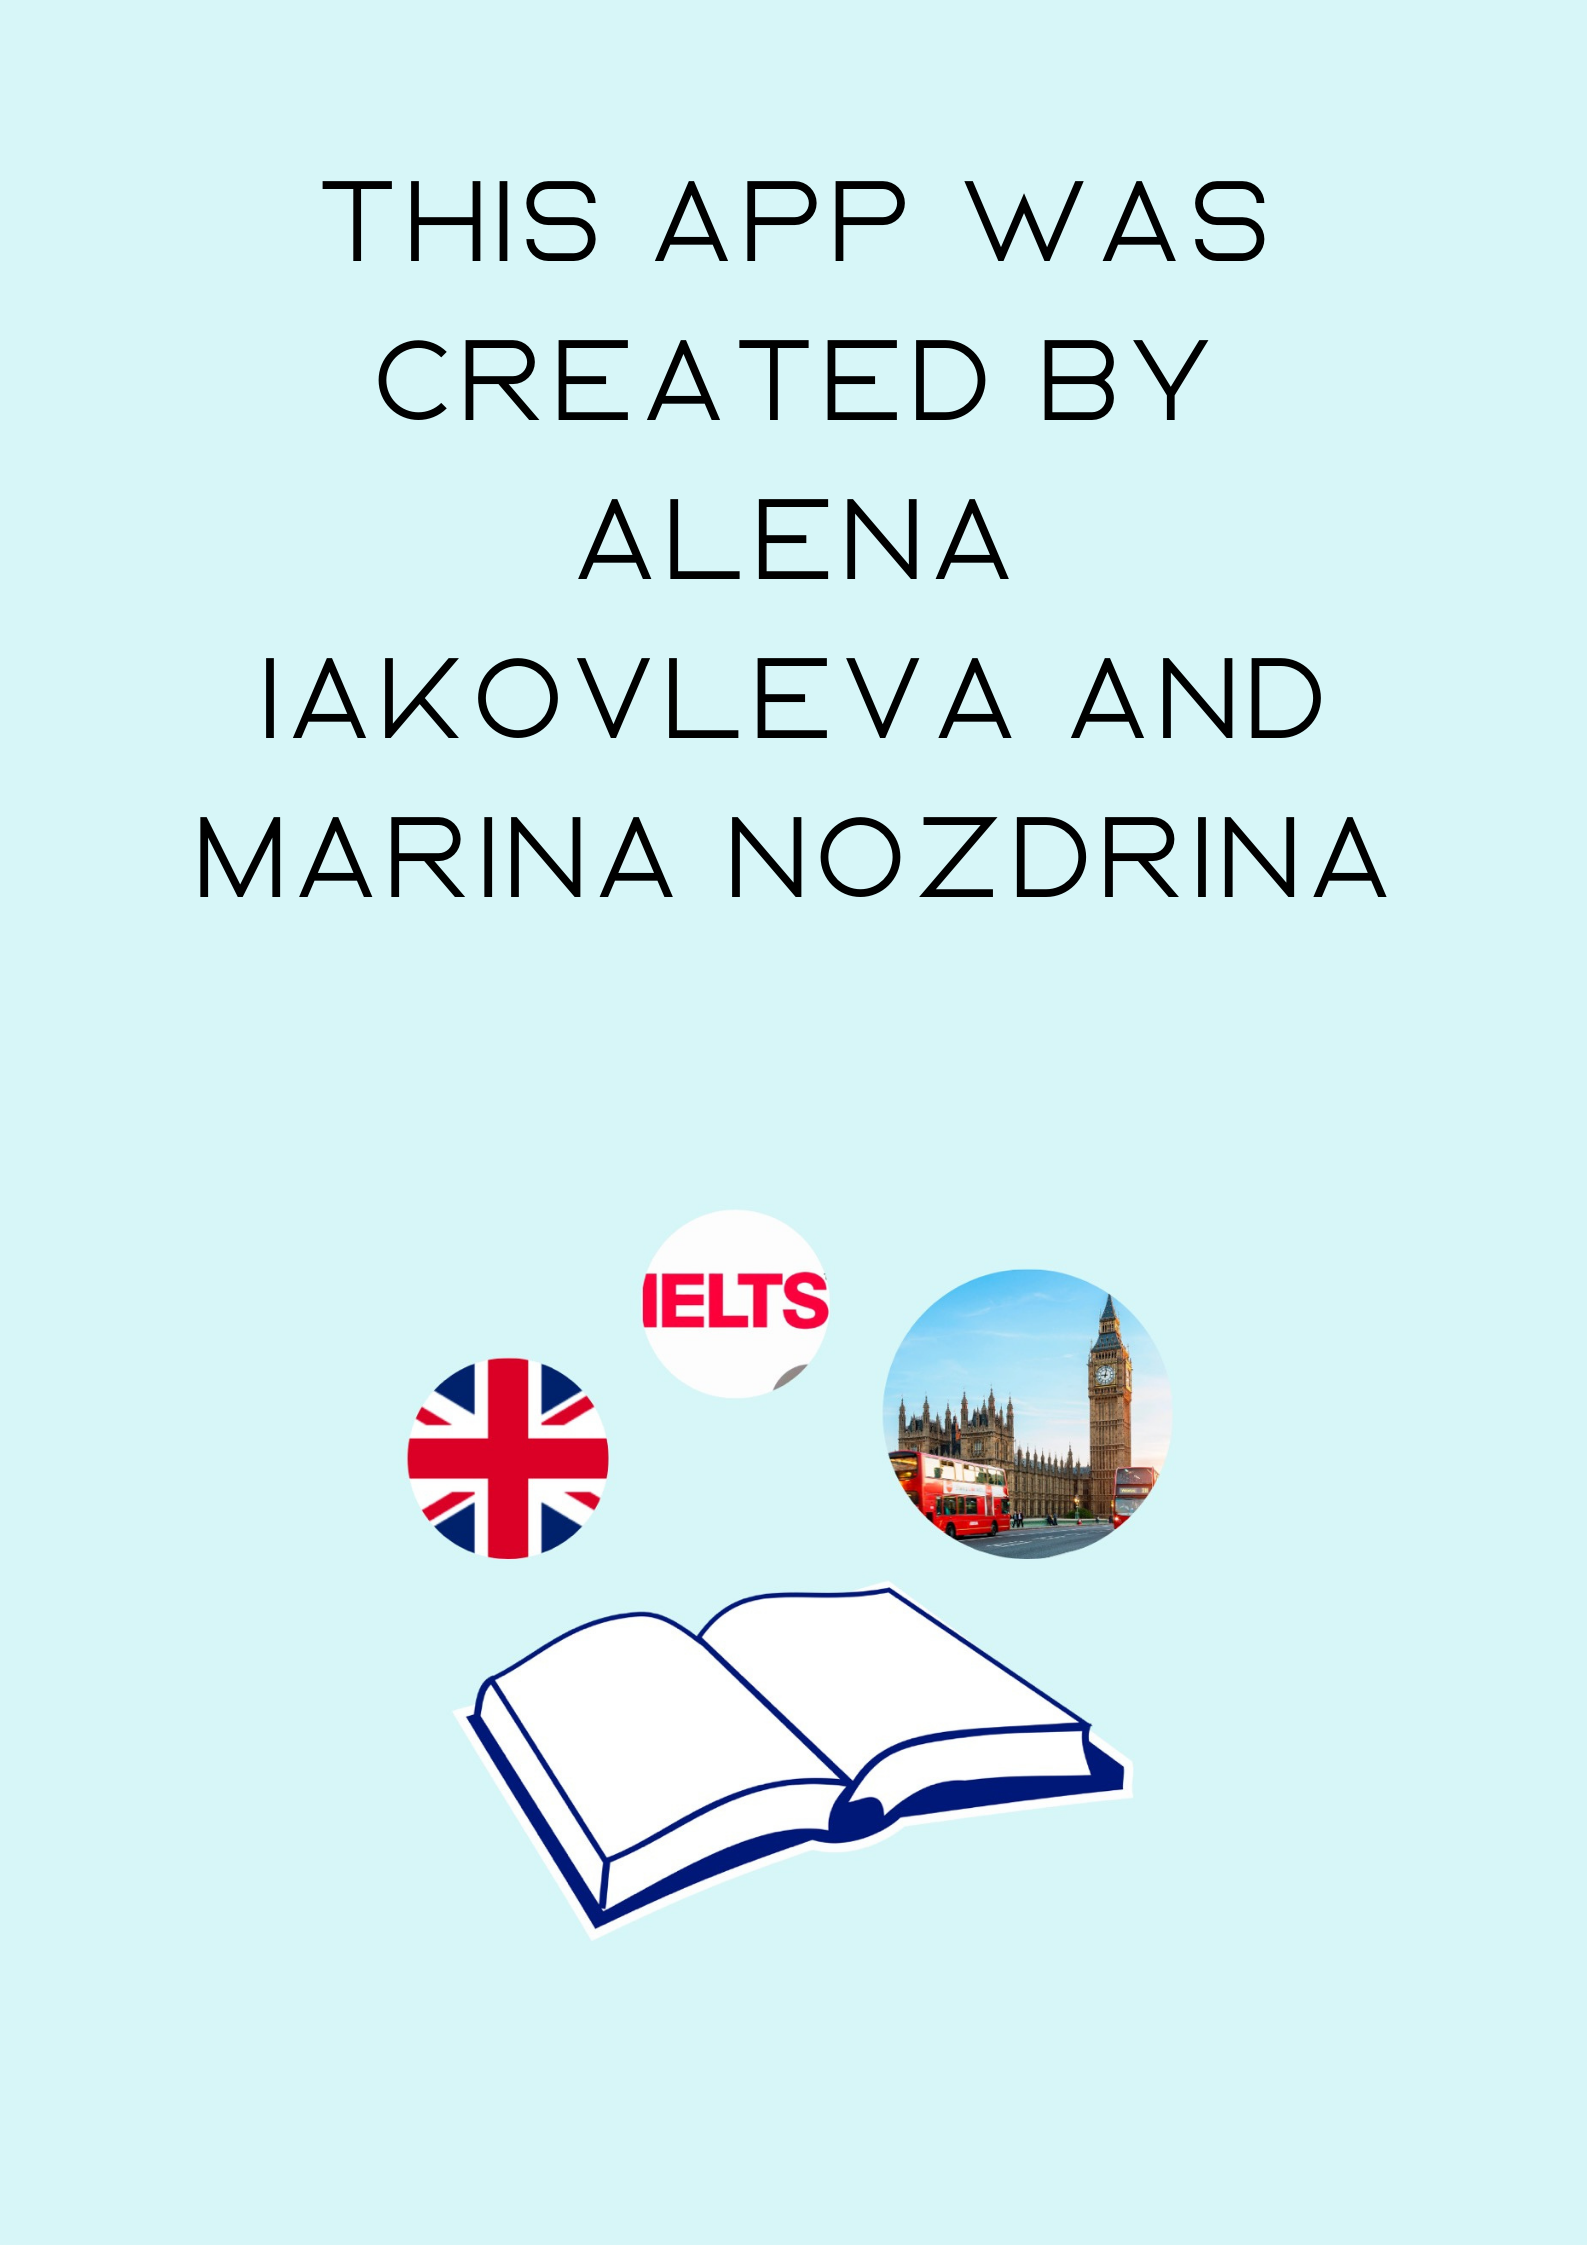 THIS APP WAS
CREATED BY
ALENA
IAKOVLEVA AND
MARINA NOZDRINA
IELTS